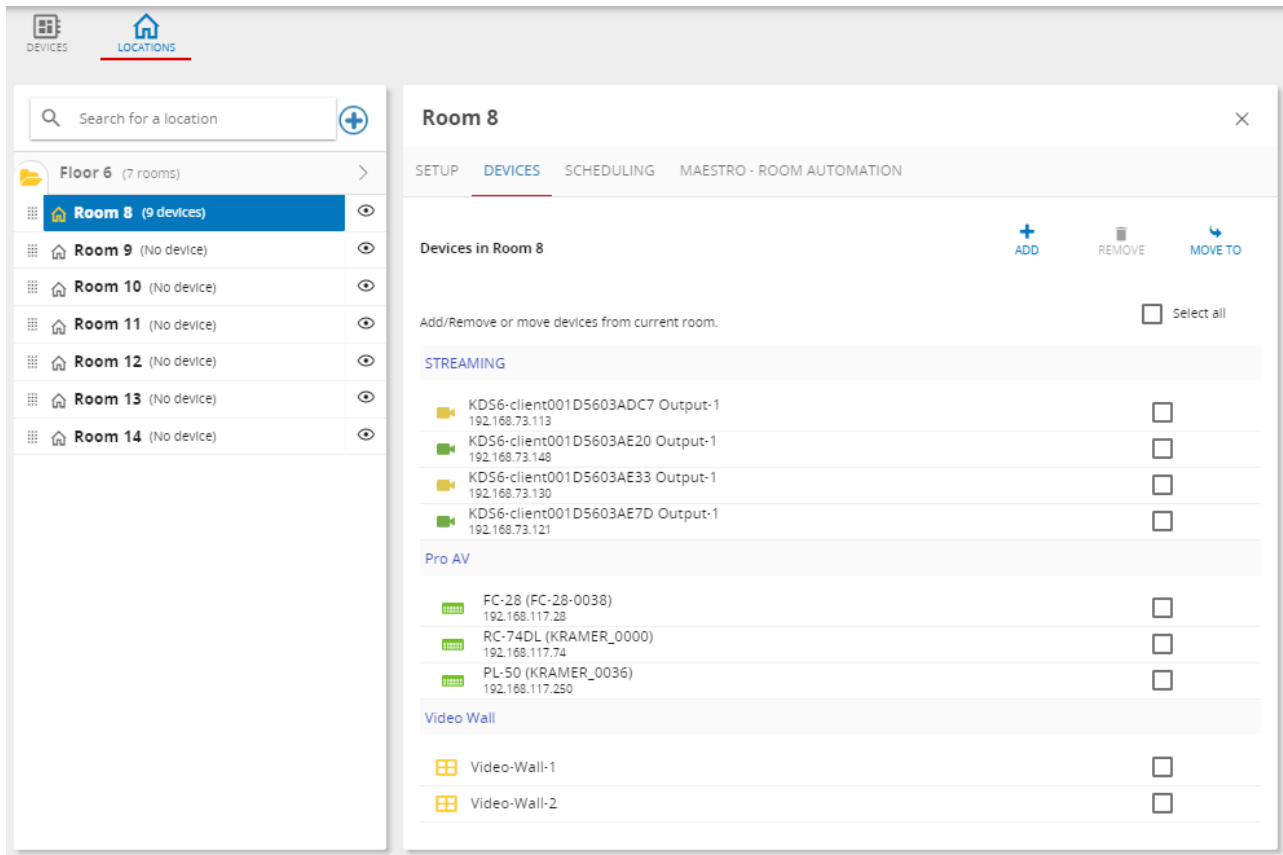 DEVICES
LOCATIONS
Search for a location
Floor 6 (7 rooms)
Room 8 (9 devices)
Room 9 (No device)
Room 10 (No device)
Room 11 (No device)
Room 12 (No device)
Room 13 (No device)
Room 14 (No device)
Room 8
SETUP DEVICES SCHEDULING MAESTRO - ROOM AUTOMATION
Devices in Room 8
ADD REMOVE MOVE TO
Add/Remove or move devices from current room.
Select all
STREAMING
KDS6-client001D5603ADC7 Output-1
192.168.73.113
KDS6-client001D5603AE20 Output-1
192.168.73.148
KDS6-client001D5603AE33 Output-1
192.168.73.130
KDS6-client001D5603AE7D Output-1
192.168.73.121
Pro AV
FC-28 (FC-28-0038)
192.168.117.28
RC-74DL (KRAMER_0000)
192.168.117.74
PL-50 (KRAMER_0036)
192.168.117.250
Video Wall
Video-Wall-1
Video-Wall-2